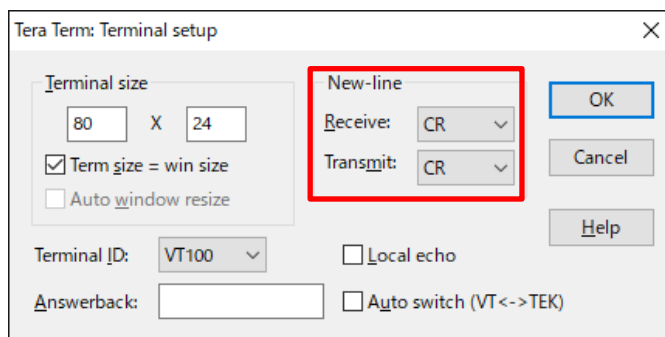 Tera Term: Terminal setup
Terminal size
80 X 24
Term size = win size
Auto window resize
New-line
Receive: CR
Transmit: CR
OK
Cancel
Help
Terminal ID: VT100
Local echo
Answerback:
Auto switch (VT<->TEK)